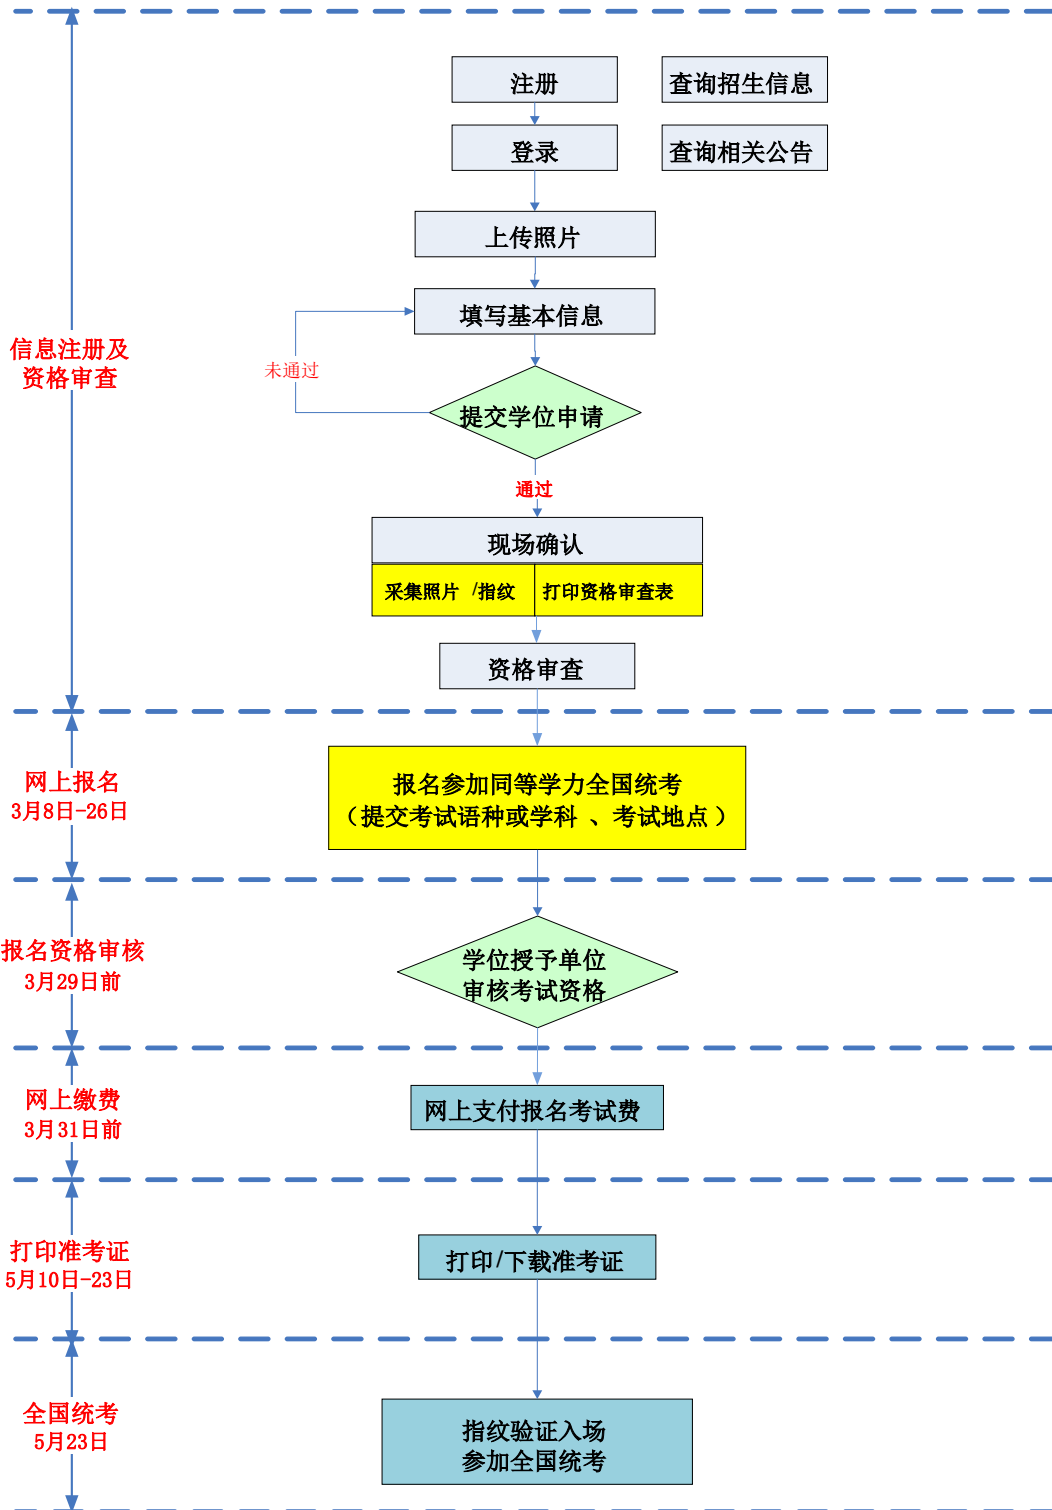 注册
查询招生信息
登录
查询相关公告
上传照片
填写基本信息
信息注册及
资格审查
未通过
提交学位申请
通过
现场确认
采集照片 /指纹
打印资格审查表
资格审查
网上报名
3月8日-26日
报名参加同等学力全国统考
（提交考试语种或学科 、考试地点）
报名资格审核
3月29日前
学位授予单位
审核考试资格
网上缴费
3月31日前
网上支付报名考试费
打印准考证
5月10日-23日
打印/下载准考证
全国统考
5月23日
指纹验证入场
参加全国统考